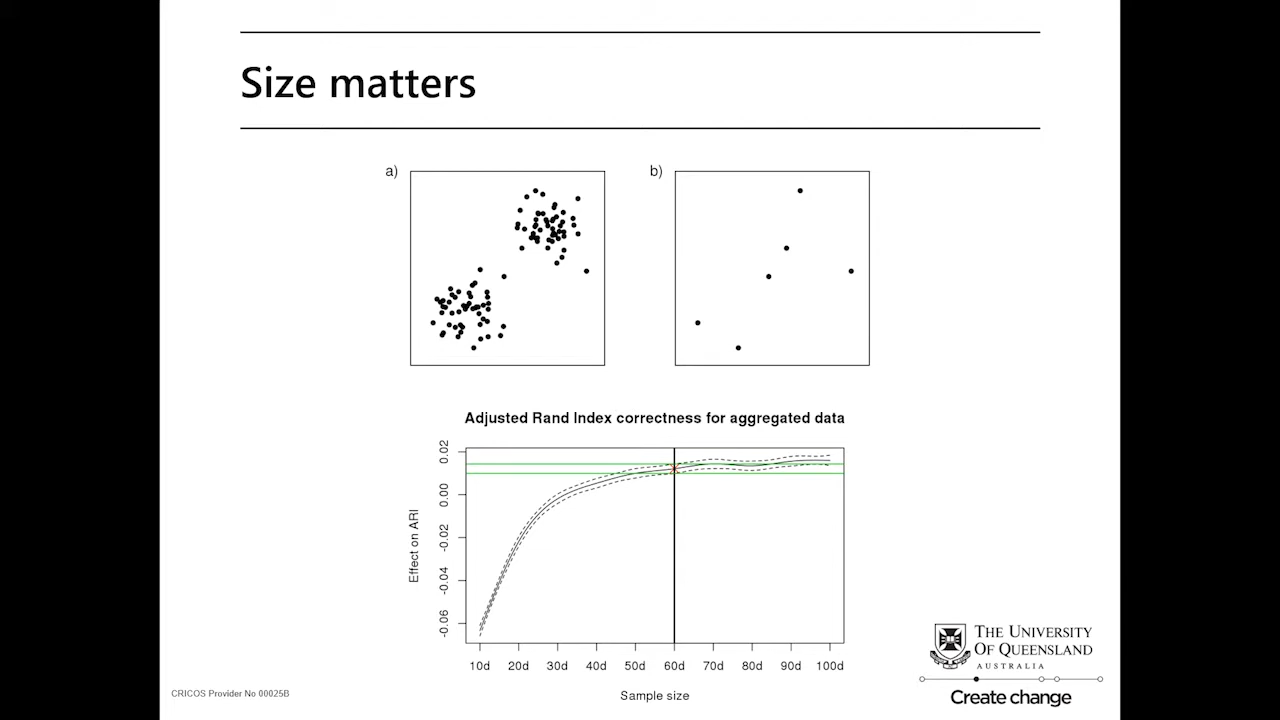 Size matters
a)
b)
Adjusted Rand Index correctness for aggregated data
Effect on ARI
0.02
0.00
-0.02
-0.04
-0.06
10d 20d 30d 40d 50d 60d 70d 80d 90d 100d
Sample size
THE UNIVERSITY
OF QUEENSLAND
AUSTRALIA
Create change
CRICOS Provider No 00025B